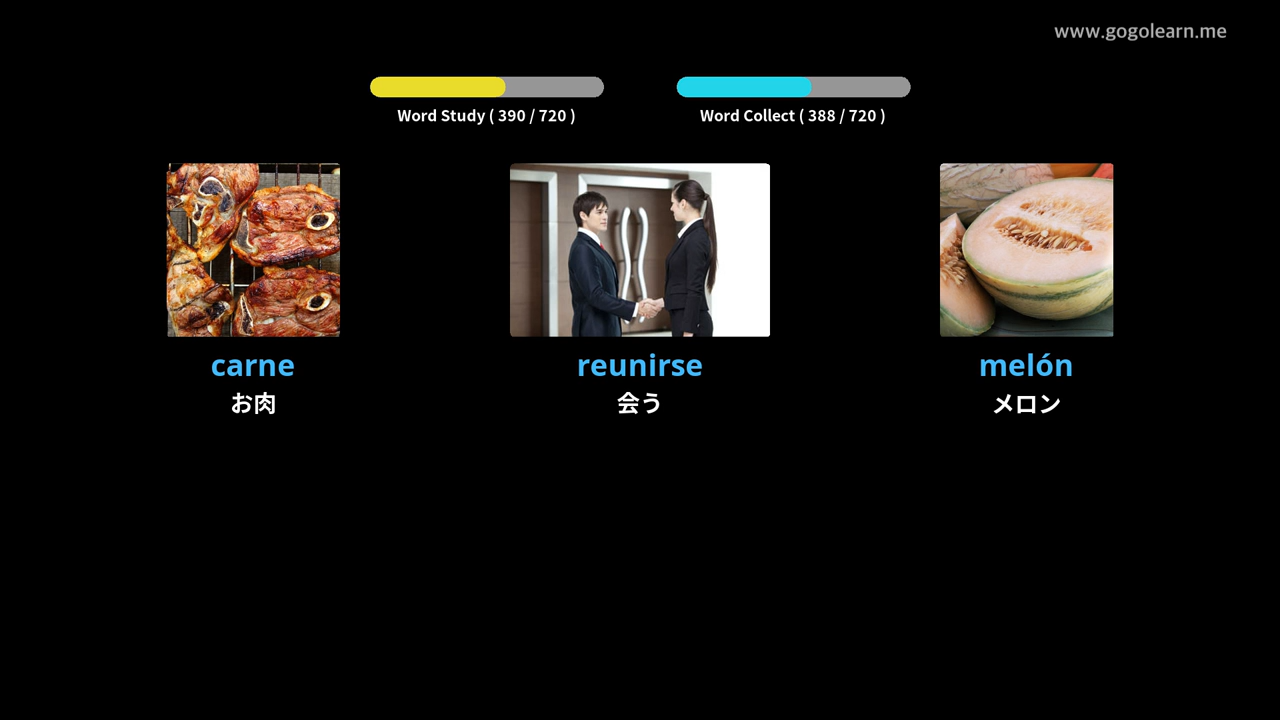 www.gogolearn.me
Word Study ( 390 / 720 )
Word Collect ( 388 / 720 )
carne
お肉
reunirse
会う
melón
メロン